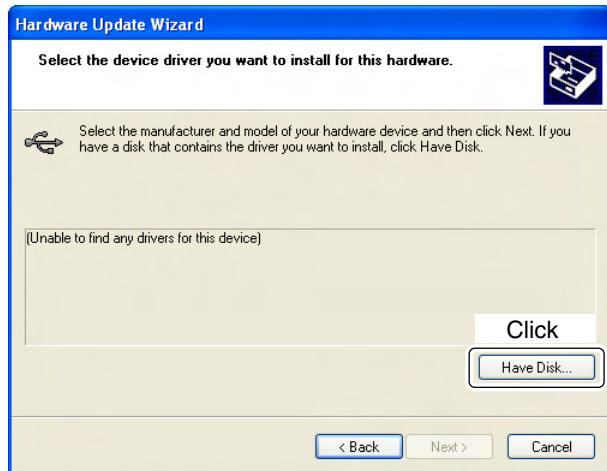 Hardware Update Wizard
Select the device driver you want to install for this hardware.
Select the manufacturer and model of your hardware device and then click Next. If you
have a disk that contains the driver you want to install, click Have Disk.
(Unable to find any drivers for this device)
Click
Have Disk...
< Back Next > Cancel